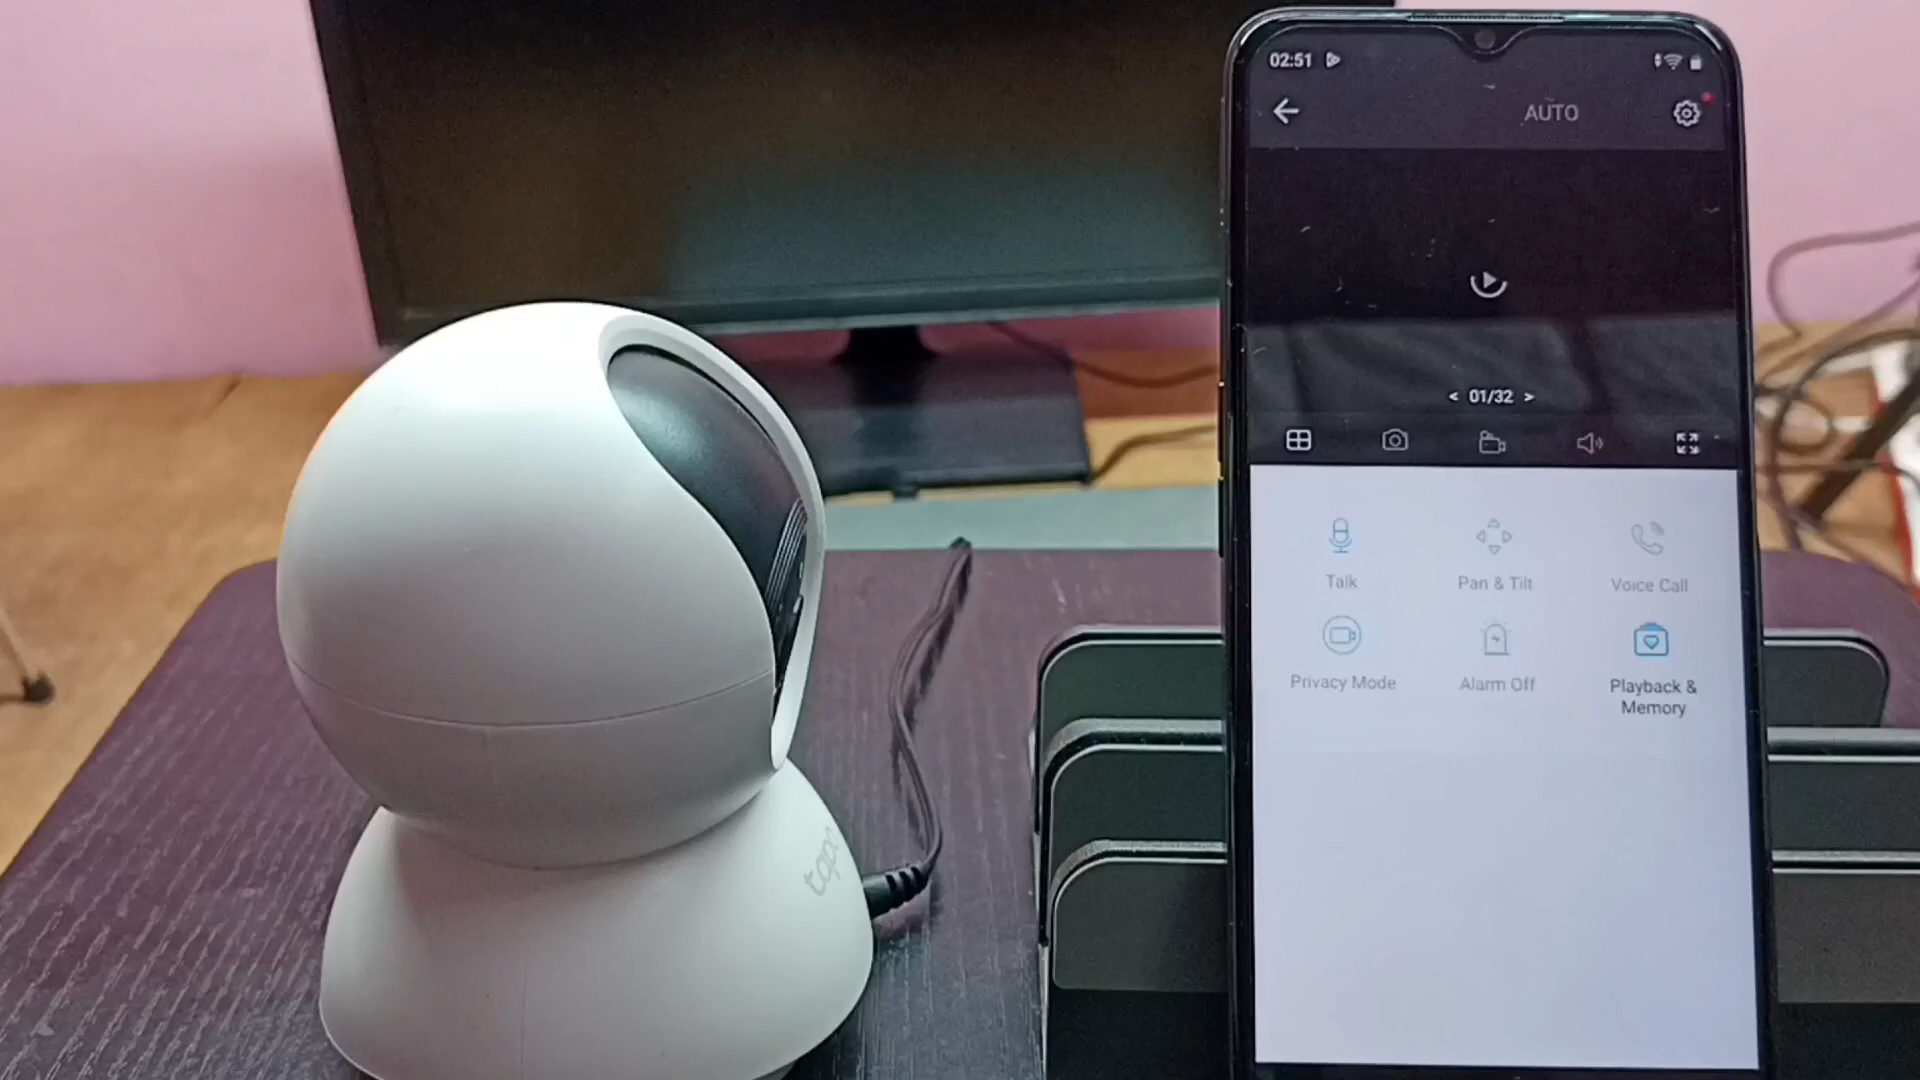 02:51
AUTO
< 01/32 >
Talk
Pan & Tilt
Voice Call
Privacy Mode
Alarm Off
Playback &
Memory
tapo